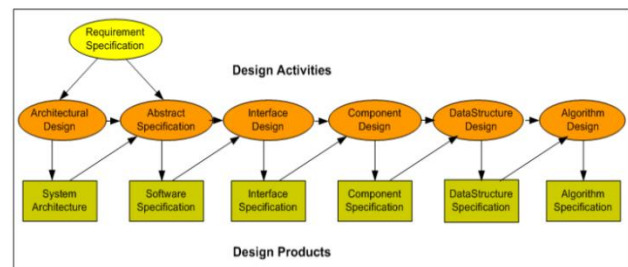 Requirement
Specification
Design Activities
Architectural
Design
Abstract
Specification
Interface
Design
Component
Design
DataStructure
Design
Algorithm
Design
System
Architecture
Software
Specification
Interface
Specification
Component
Specification
DataStructure
Specification
Algorithm
Specification
Design Products